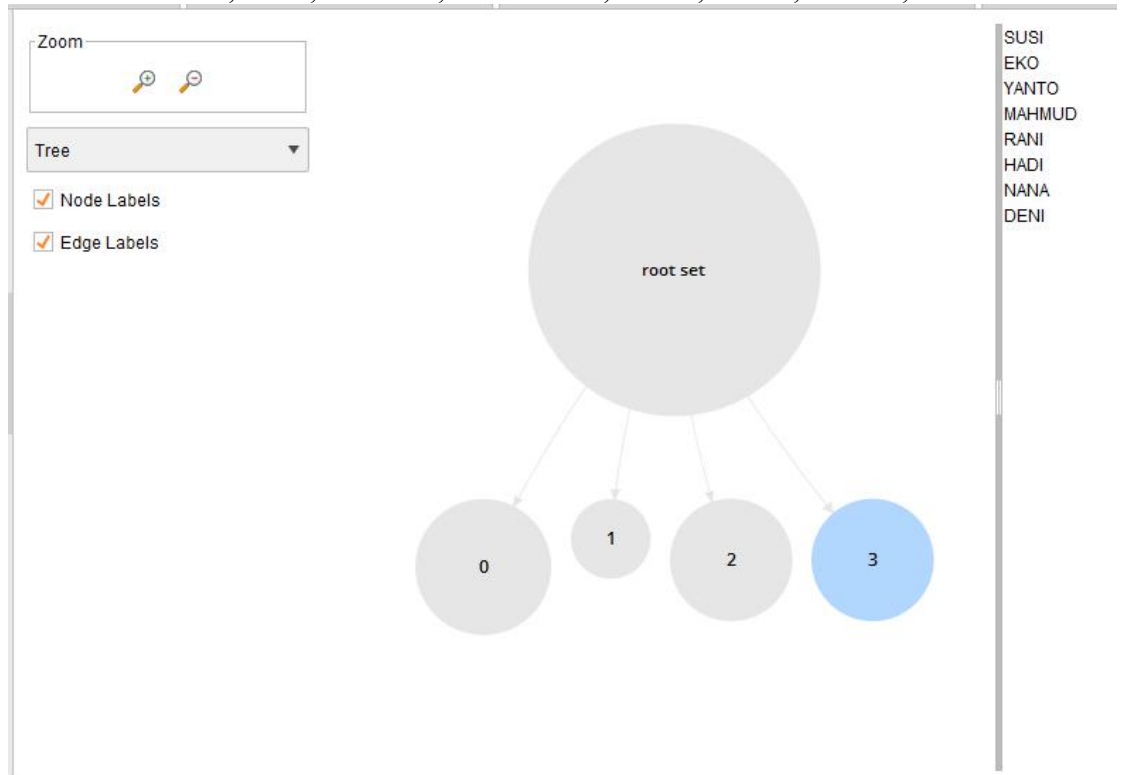 Zoom
Tree
Node Labels
Edge Labels
root set
0
1
2
3
SUSI
EKO
YANTO
MAHMUD
RANI
HADI
NANA
DENI